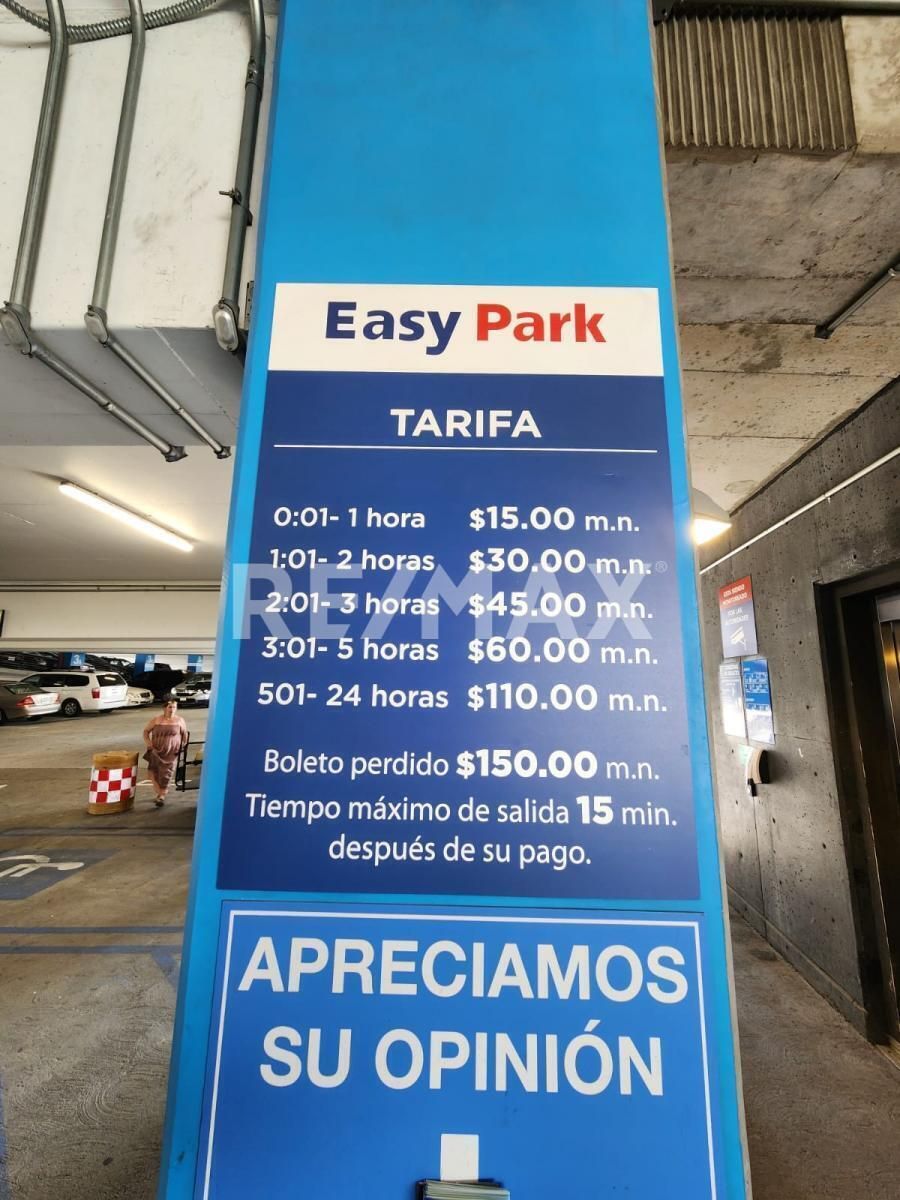 Easy Park
TARIFA
0:01- 1 hora $15.00 m.n.
1:01- 2 horas $30.00 m.n.
RE/MAX®
2:01- 3 horas $45.00 m.n.
3:01- 5 horas $60.00 m.n.
501- 24 horas $110.00 m.n.
Boleto perdido $150.00 m.n.
Tiempo máximo de salida 15 min.
después de su pago.
APRECIAMOS
SU OPINIÓN